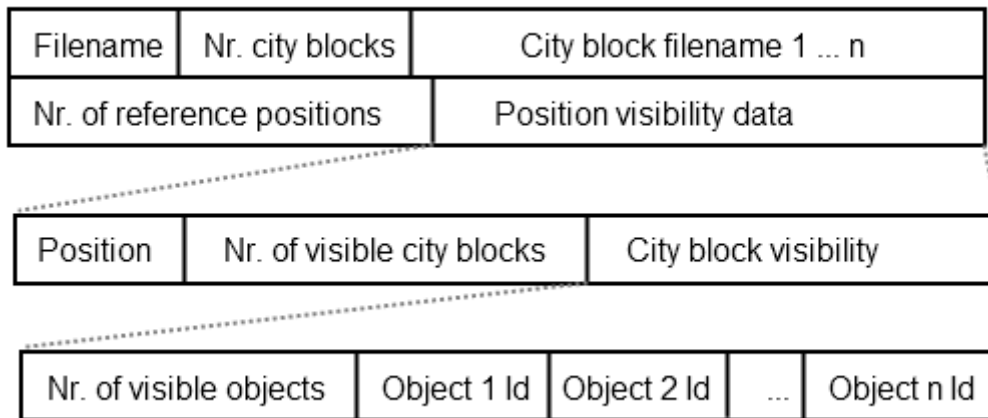 Filename Nr. city blocks City block filename 1 ... n
Nr. of reference positions Position visibility data
Position Nr. of visible city blocks City block visibility
Nr. of visible objects Object 1 Id Object 2 Id ... Object n Id